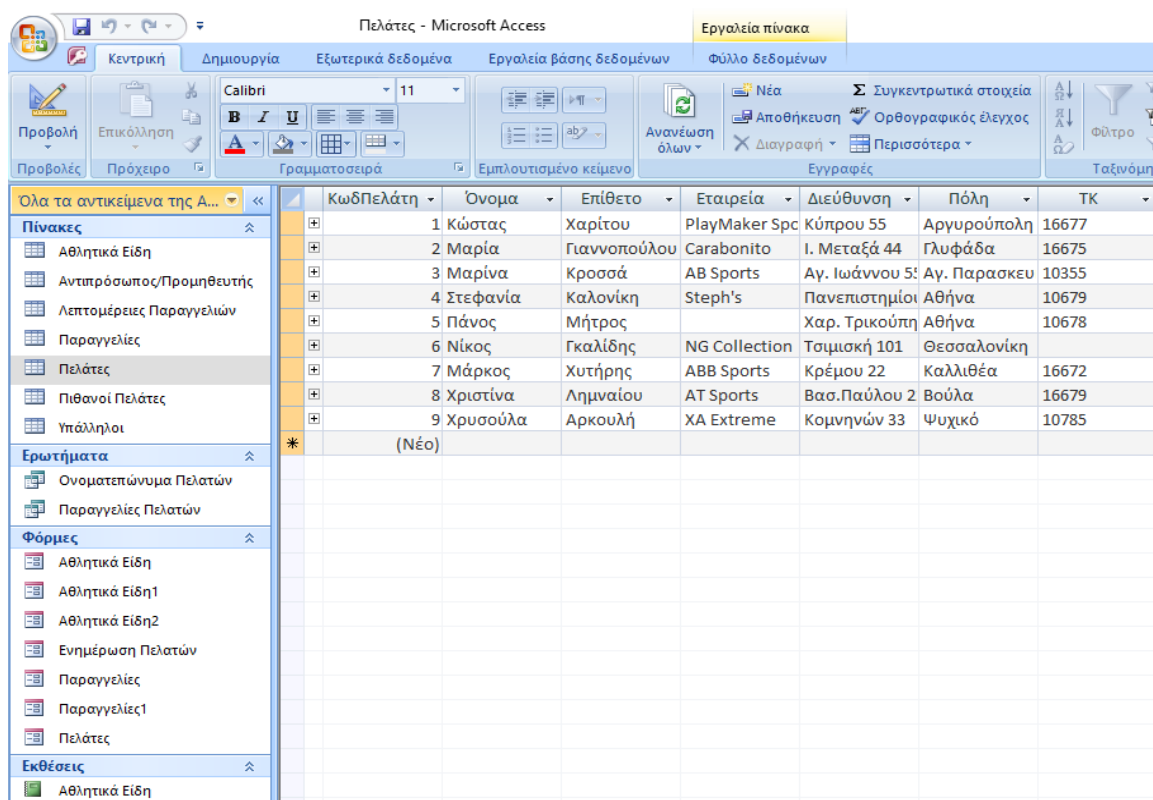 Πελάτες - Microsoft Access
Εργαλεία πίνακα
Κεντρική Δημιουργία Εξωτερικά δεδομένα Εργαλεία βάσης δεδομένων Φύλλο δεδομένων
Προβολή
Προβολές
Επικόλληση
Πρόχειρο
Calibri 11
B I U
A
Γραμματοσειρά
Εμπλουτισμένο κείμενο
Ανανέωση όλων
Νέα
Αποθήκευση
Διαγραφή
Σ Συγκεντρωτικά στοιχεία
Ορθογραφικός έλεγχος
Περισσότερα
Εγγραφές
Φίλτρο
Ταξινόμη
Όλα τα αντικείμενα της Α...
Πίνακες
Αθλητικά Είδη
Αντιπρόσωπος/Προμηθευτής
Λεπτομέρειες Παραγγελιών
Παραγγελίες
Πελάτες
Πιθανοί Πελάτες
Υπάλληλοι
Ερωτήματα
Ονοματεπώνυμα Πελατών
Παραγγελίες Πελατών
Φόρμες
Αθλητικά Είδη
Αθλητικά Είδη1
Αθλητικά Είδη2
Ενημέρωση Πελατών
Παραγγελίες
Παραγγελίες1
Πελάτες
Εκθέσεις
Αθλητικά Είδη
ΚωδΠελάτη Όνομα Επίθετο Εταιρεία Διεύθυνση Πόλη ΤΚ
1 Κώστας Χαρίτου PlayMaker Spc Κύπρου 55 Αργυρούπολη 16677
2 Μαρία Γιαννοπούλου Carabonito Ι. Μεταξά 44 Γλυφάδα 16675
3 Μαρίνα Κροσσά AB Sports Αγ. Ιωάννου 55 Αγ. Παρασκευ 10355
4 Στεφανία Καλονίκη Steph's Πανεπιστημίου Αθήνα 10679
5 Πάνος Μήτρος Χαρ. Τρικούπη Αθήνα 10678
6 Νίκος Γκαλίδης NG Collection Τσιμισκή 101 Θεσσαλονίκη
7 Μάρκος Χυτήρης ABB Sports Κρέμου 22 Καλλιθέα 16672
8 Χριστίνα Λημναίου AT Sports Βασ.Παύλου 2 Βούλα 16679
9 Χρυσούλα Αρκουλή XA Extreme Κομνηνών 33 Ψυχικό 10785
(Νέο)